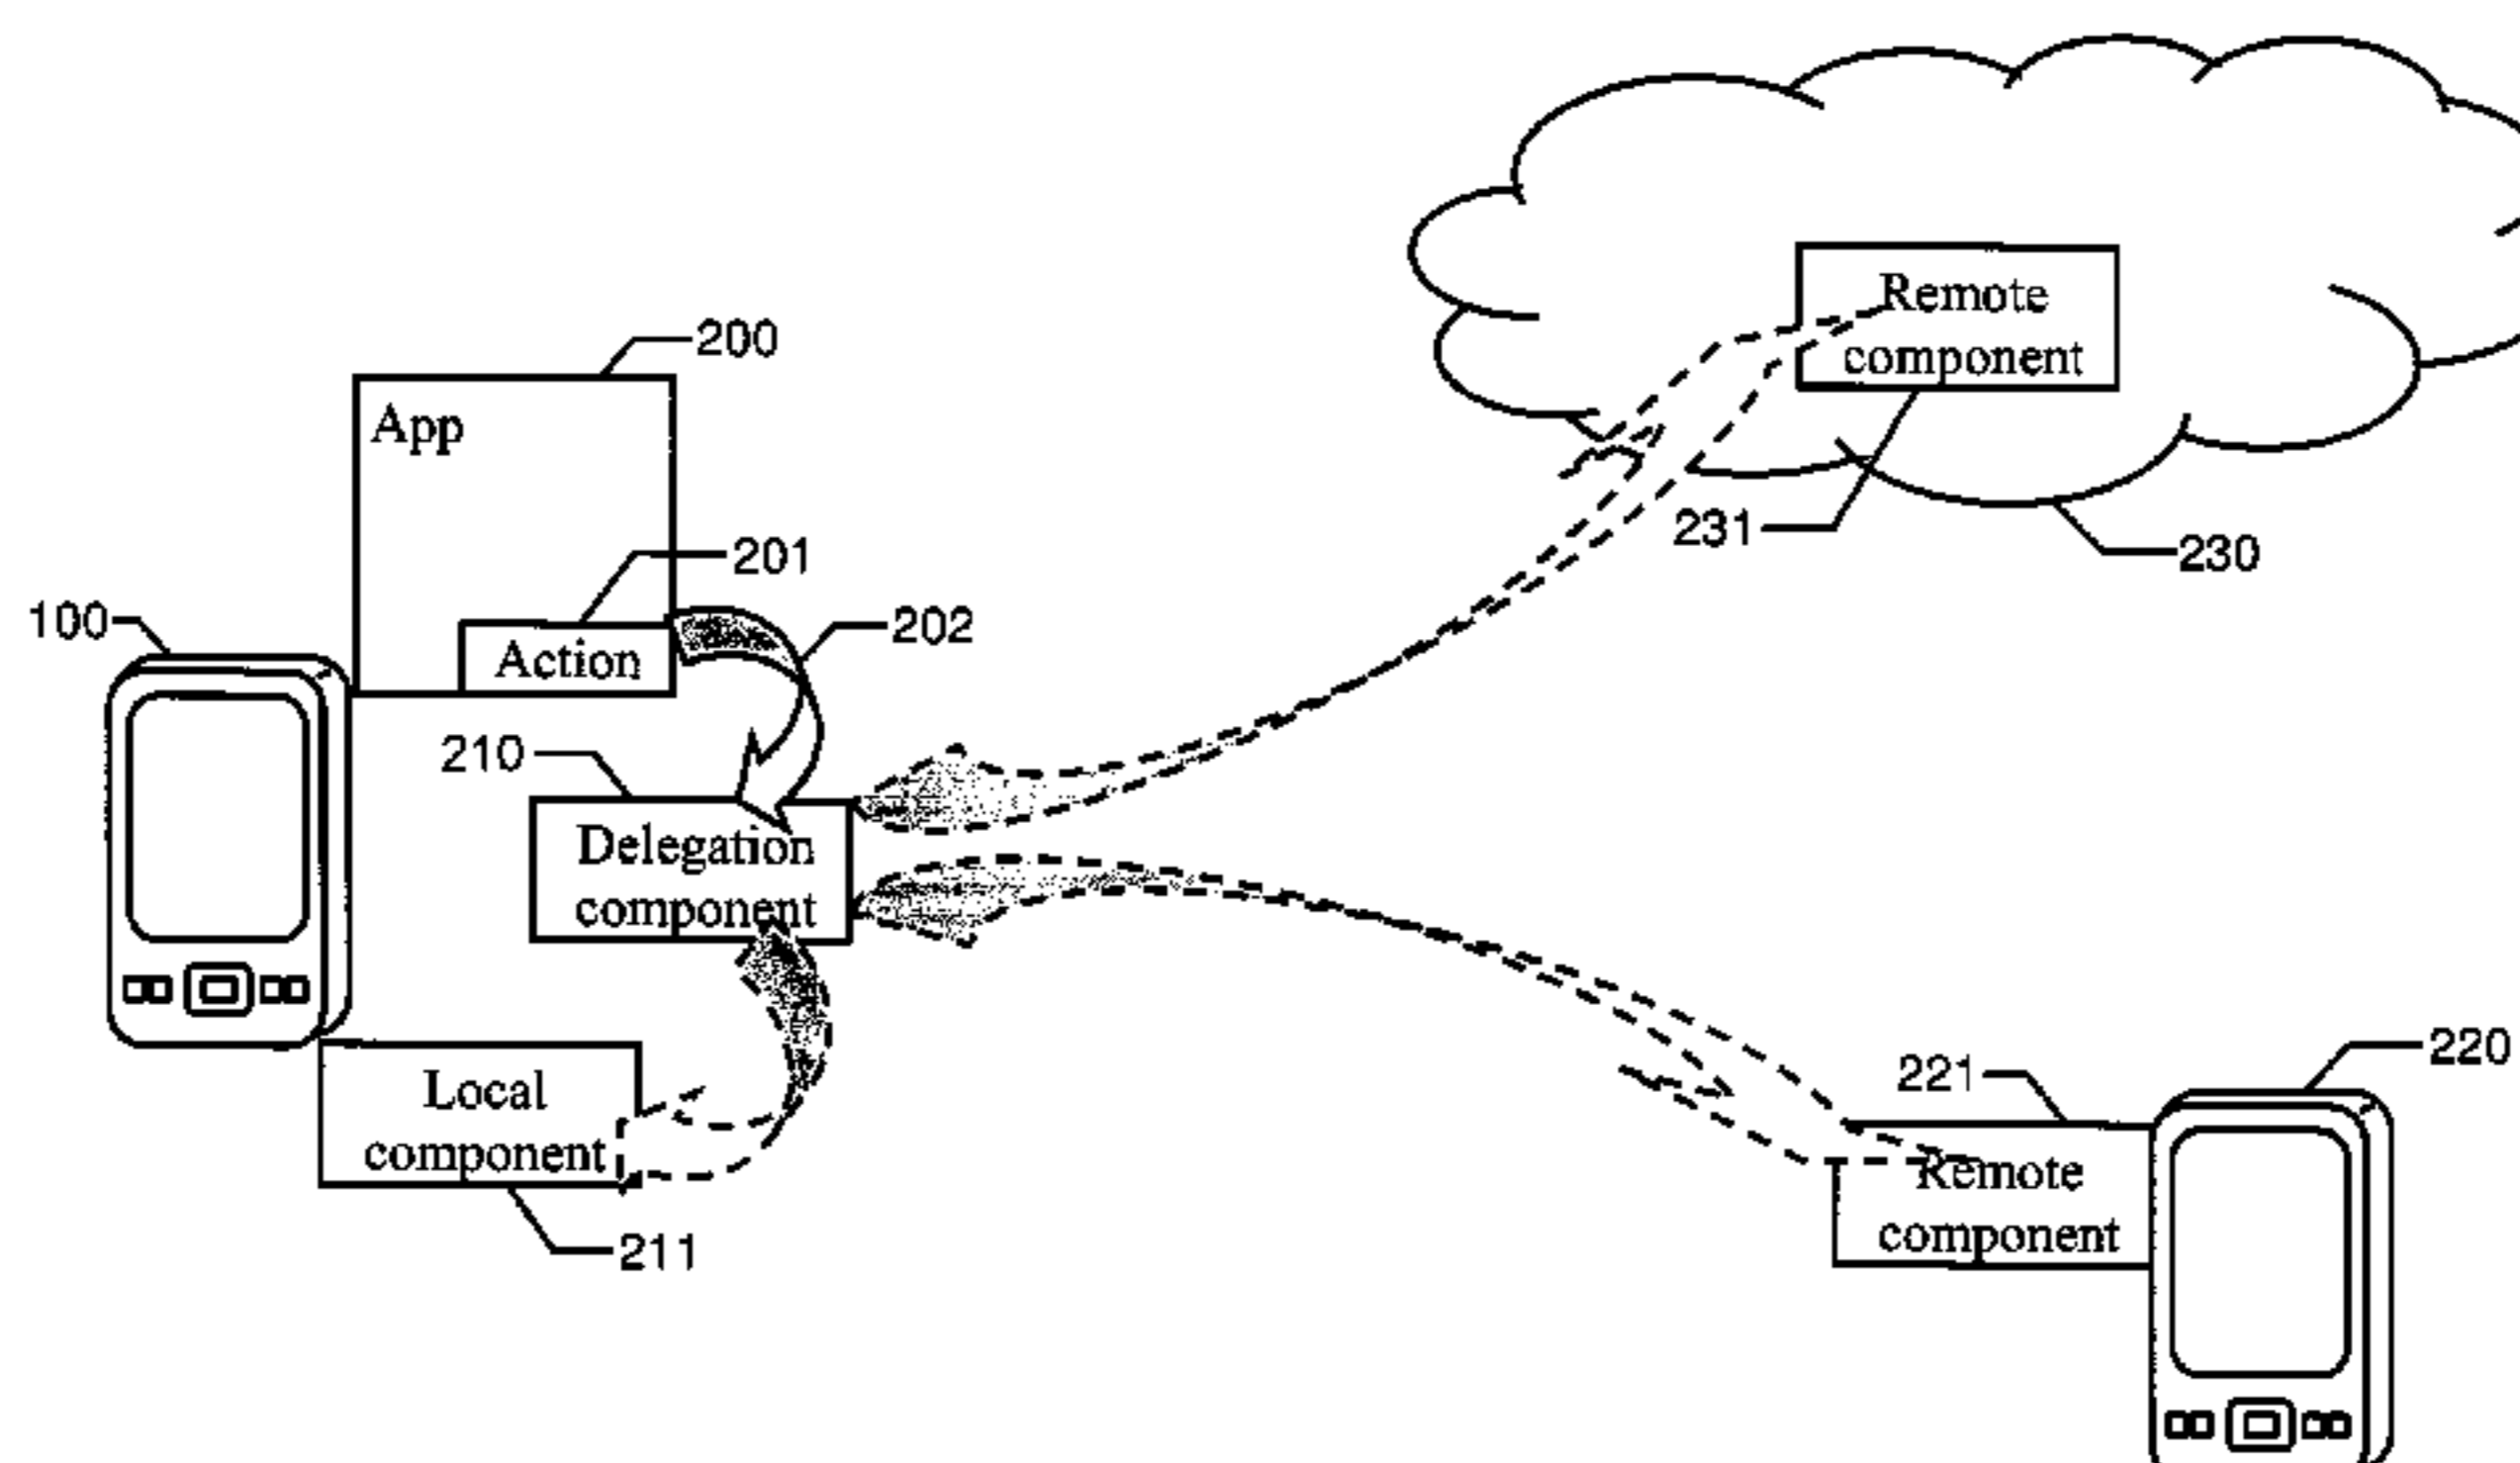 200
App
201
Action
202
100
210
Delegation
component
Local
component
211
Remote
component
231
230
221
220
Remote
component